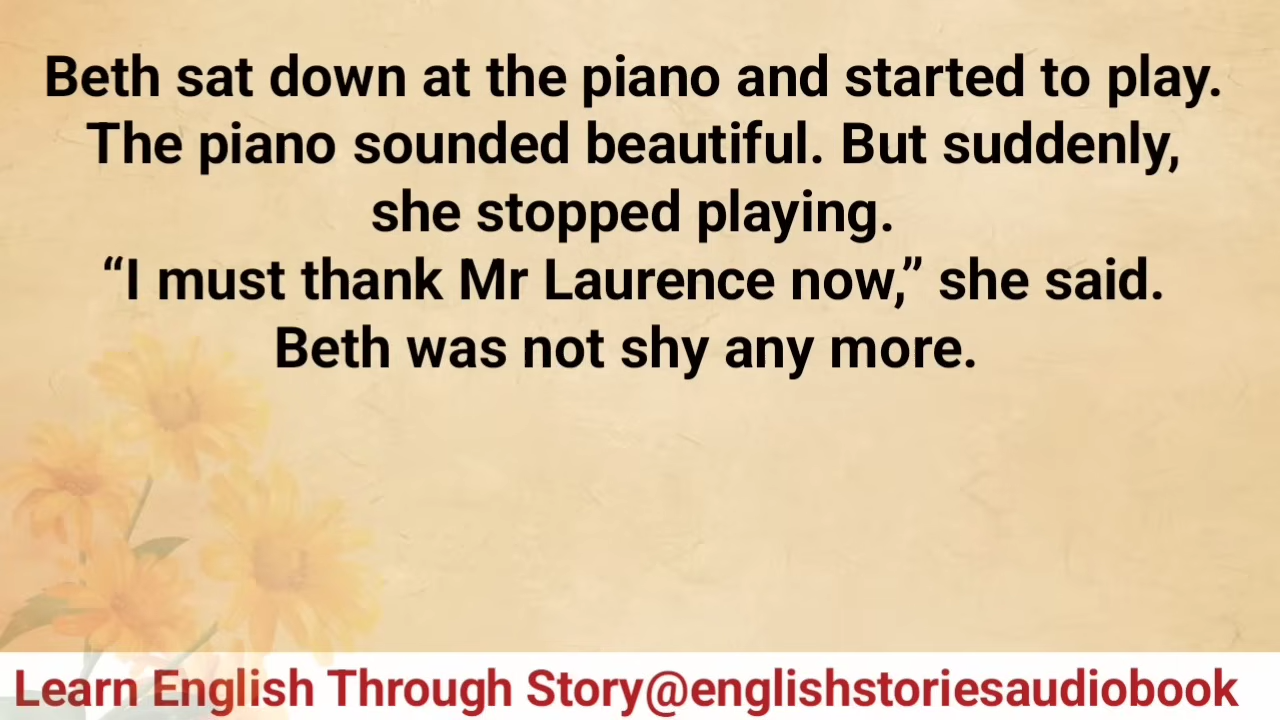 Beth sat down at the piano and started to play.
The piano sounded beautiful. But suddenly,
she stopped playing.
“I must thank Mr Laurence now,” she said.
Beth was not shy any more.
Learn English Through Story@englishstoriesaudiobook